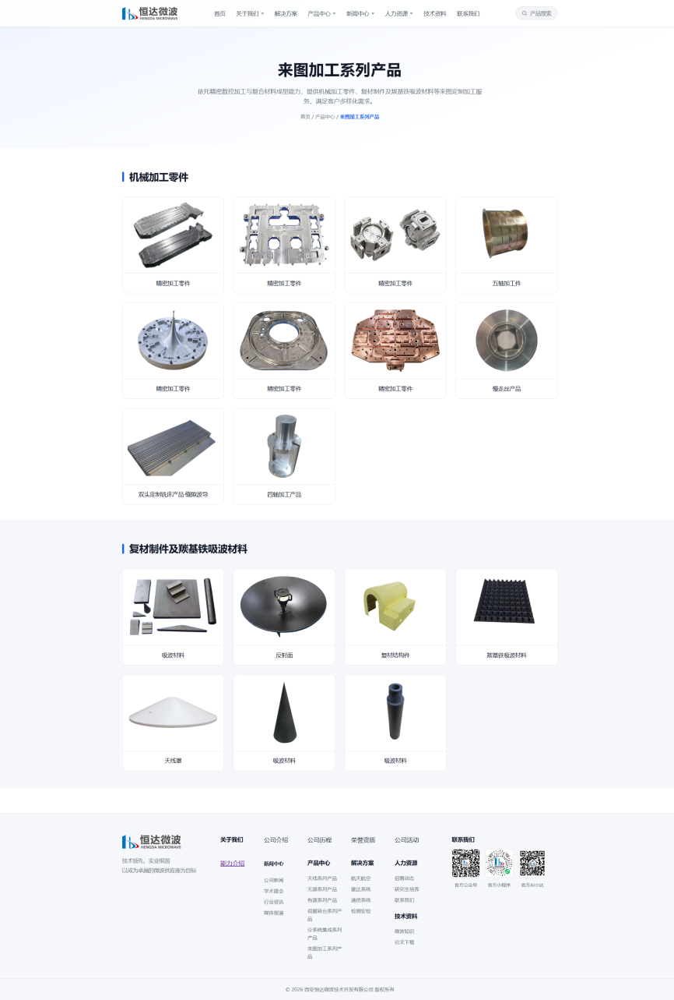 恒达微波
HENGDA MICROWAVE
首页 关于我们 解决方案 产品中心 新闻中心 人力资源 技术资料 联系我们 产品搜索
来图加工系列产品
依托精密数控加工与复合材料成型能力，提供机械加工零件、复材制件及羰基铁吸波材料等来图定制加工服
务，满足客户多样化需求。
首页 / 产品中心 / 来图加工系列产品
机械加工零件
精密加工零件 精密加工零件 精密加工零件 五轴加工件
精密加工零件 精密加工零件 精密加工零件 慢走丝产品
双头定制铣床产品-缝隙波导 四轴加工产品
复材制件及羰基铁吸波材料
吸波材料 反射面 复材结构件 羰基铁吸波材料
天线罩 吸波材料 吸波材料
恒达微波
HENGDA MICROWAVE
技术领先，实业报国
以成为卓越的微波供应商为目标
关于我们 公司介绍 公司历程 荣誉资质 公司活动
能力介绍
新闻中心
公司新闻
学术展会
行业资讯
媒体报道
产品中心
天线系列产品
无源系列产品
有源系列产品
伺服转台系列产
品
分系统集成系列
产品
来图加工系列产
品
解决方案
航天航空
雷达系统
通信系统
检测安检
人力资源
招聘动态
研究生培养
联系我们
技术资料
微波知识
论文下载
联系我们
官方公众号 官方小程序 官方AI小达
© 2026 西安恒达微波技术开发有限公司 版权所有